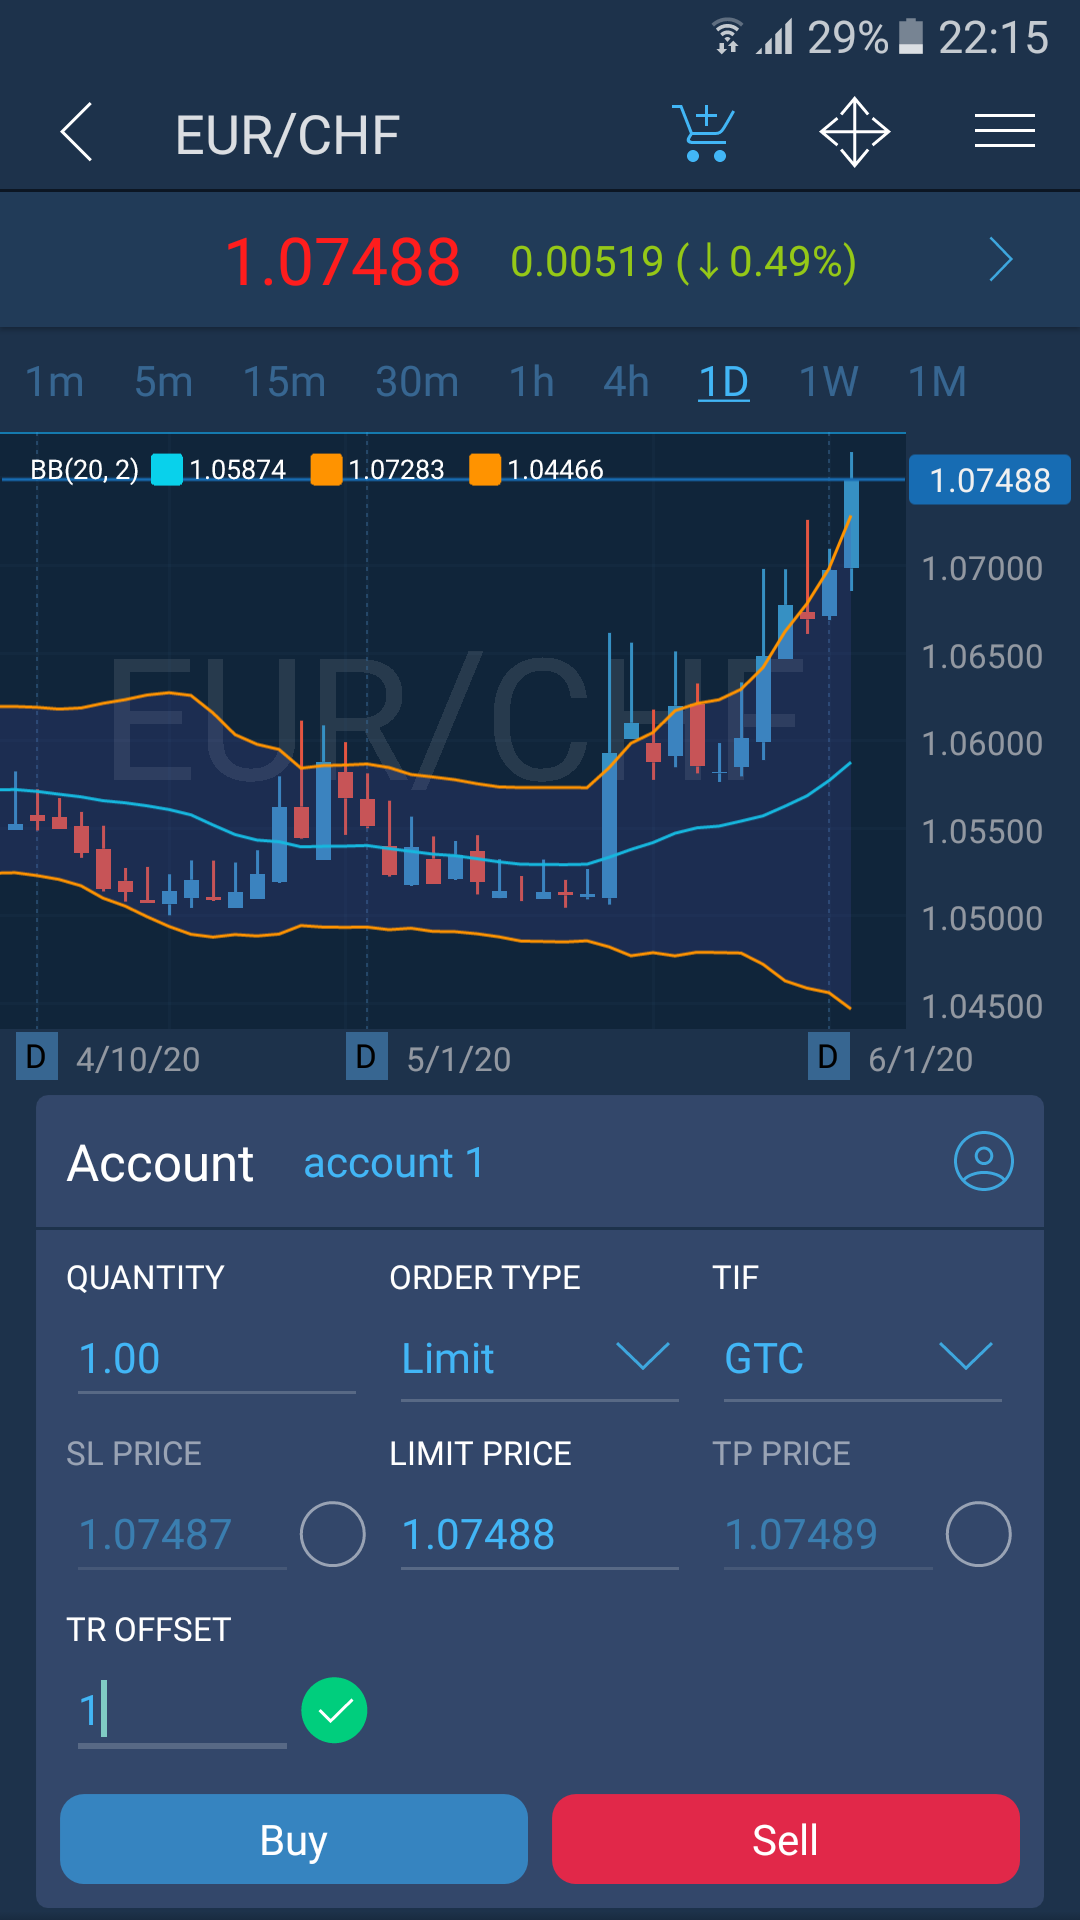 29% 22:15
EUR/CHF
1.07488 0.00519 (↓0.49%)
1m 5m 15m 30m 1h 4h 1D 1W 1M
BB(20, 2) 1.05874 1.07283 1.04466
1.07488
1.07000
EUR/CHF
1.06500
1.06000
1.05500
1.05000
1.04500
D 4/10/20 D 5/1/20 D 6/1/20
Account account 1
QUANTITY ORDER TYPE TIF
1.00 Limit GTC
SL PRICE LIMIT PRICE TP PRICE
1.07487 1.07488 1.07489
TR OFFSET
1
Buy Sell